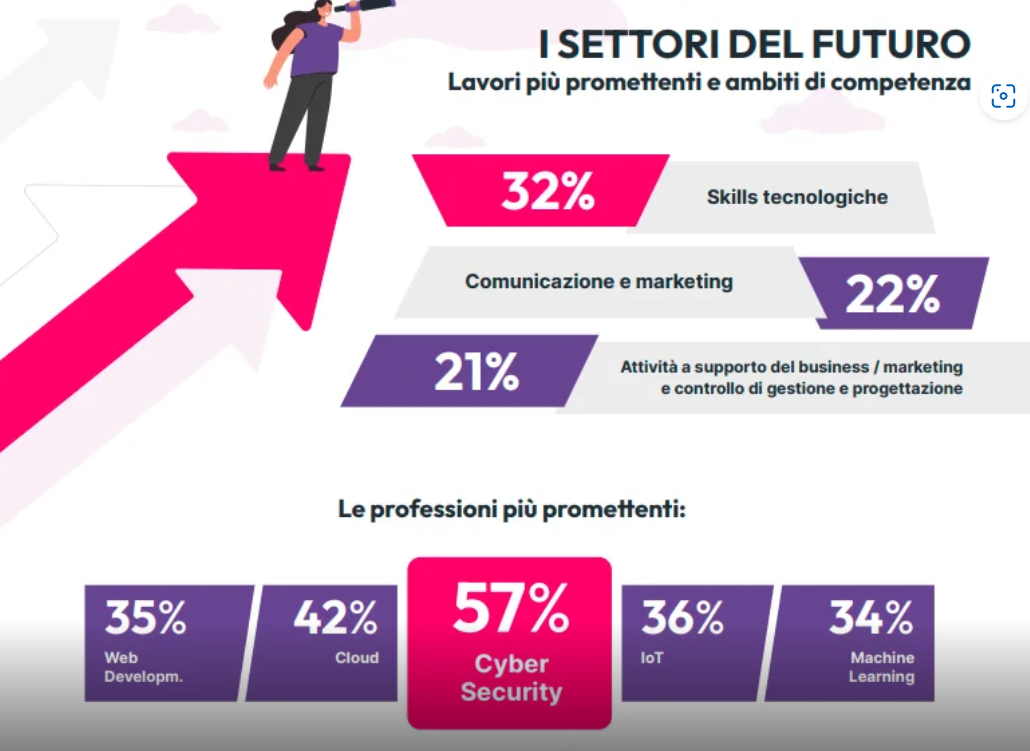 I SETTORI DEL FUTURO
Lavori più promettenti e ambiti di competenza
32%
Skills tecnologiche
Comunicazione e marketing
22%
21%
Attività a supporto del business / marketing
e controllo di gestione e progettazione
Le professioni più promettenti:
35%
Web
Developm.
42%
Cloud
57%
Cyber
Security
36%
IoT
34%
Machine
Learning